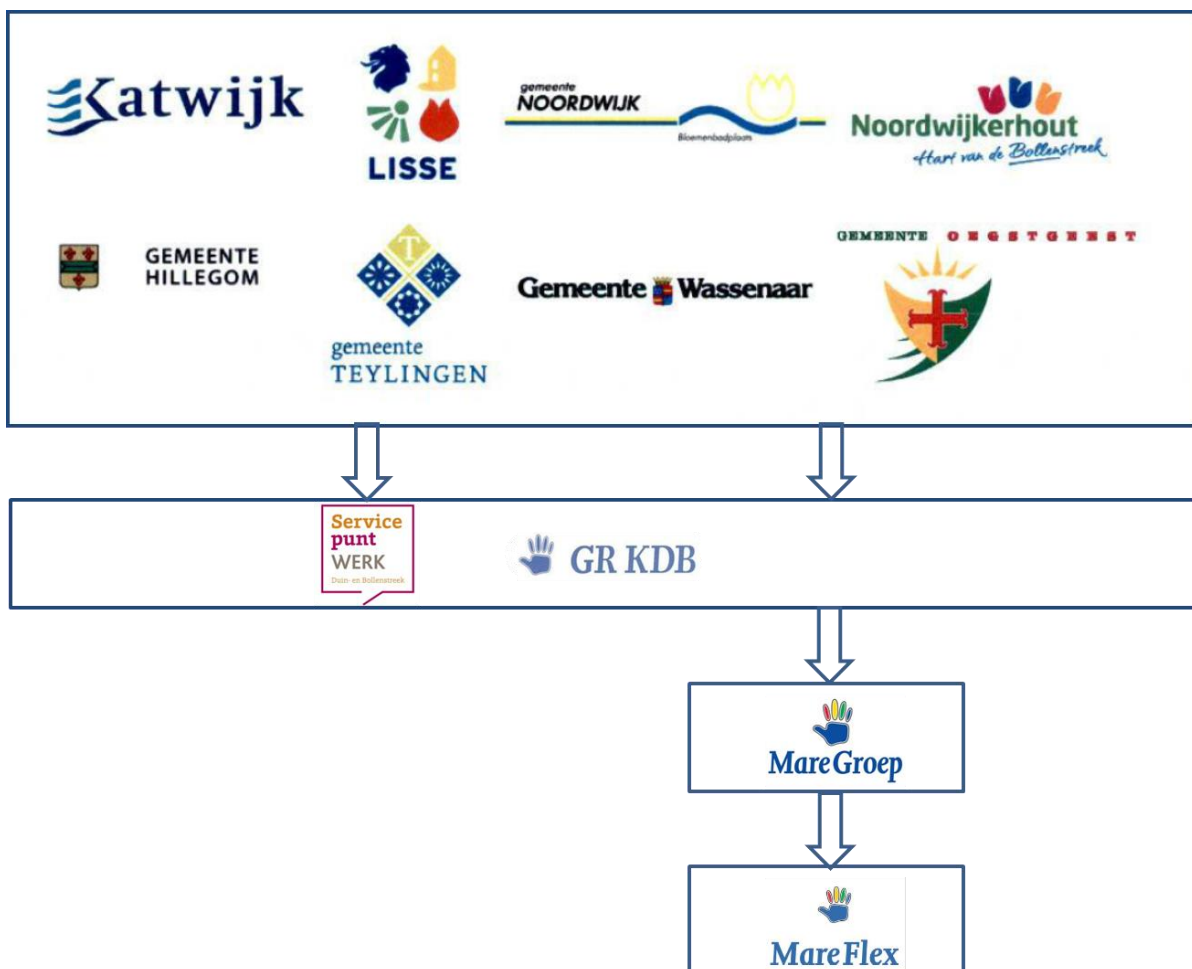 Katwijk
LISSE
gemeente
NOORDWIJK
Bloemenbadplaats
Noordwijkerhout
Hart van de Bollenstreek
GEMEENTE
HILLEGOM
T
gemeente
TEYLINGEN
Gemeente Wassenaar
GEMEENTE OEGSTGEEST
Service
punt
WERK
Duin- en Bollenstreek
GR KDB
MareGroep
MareFlex